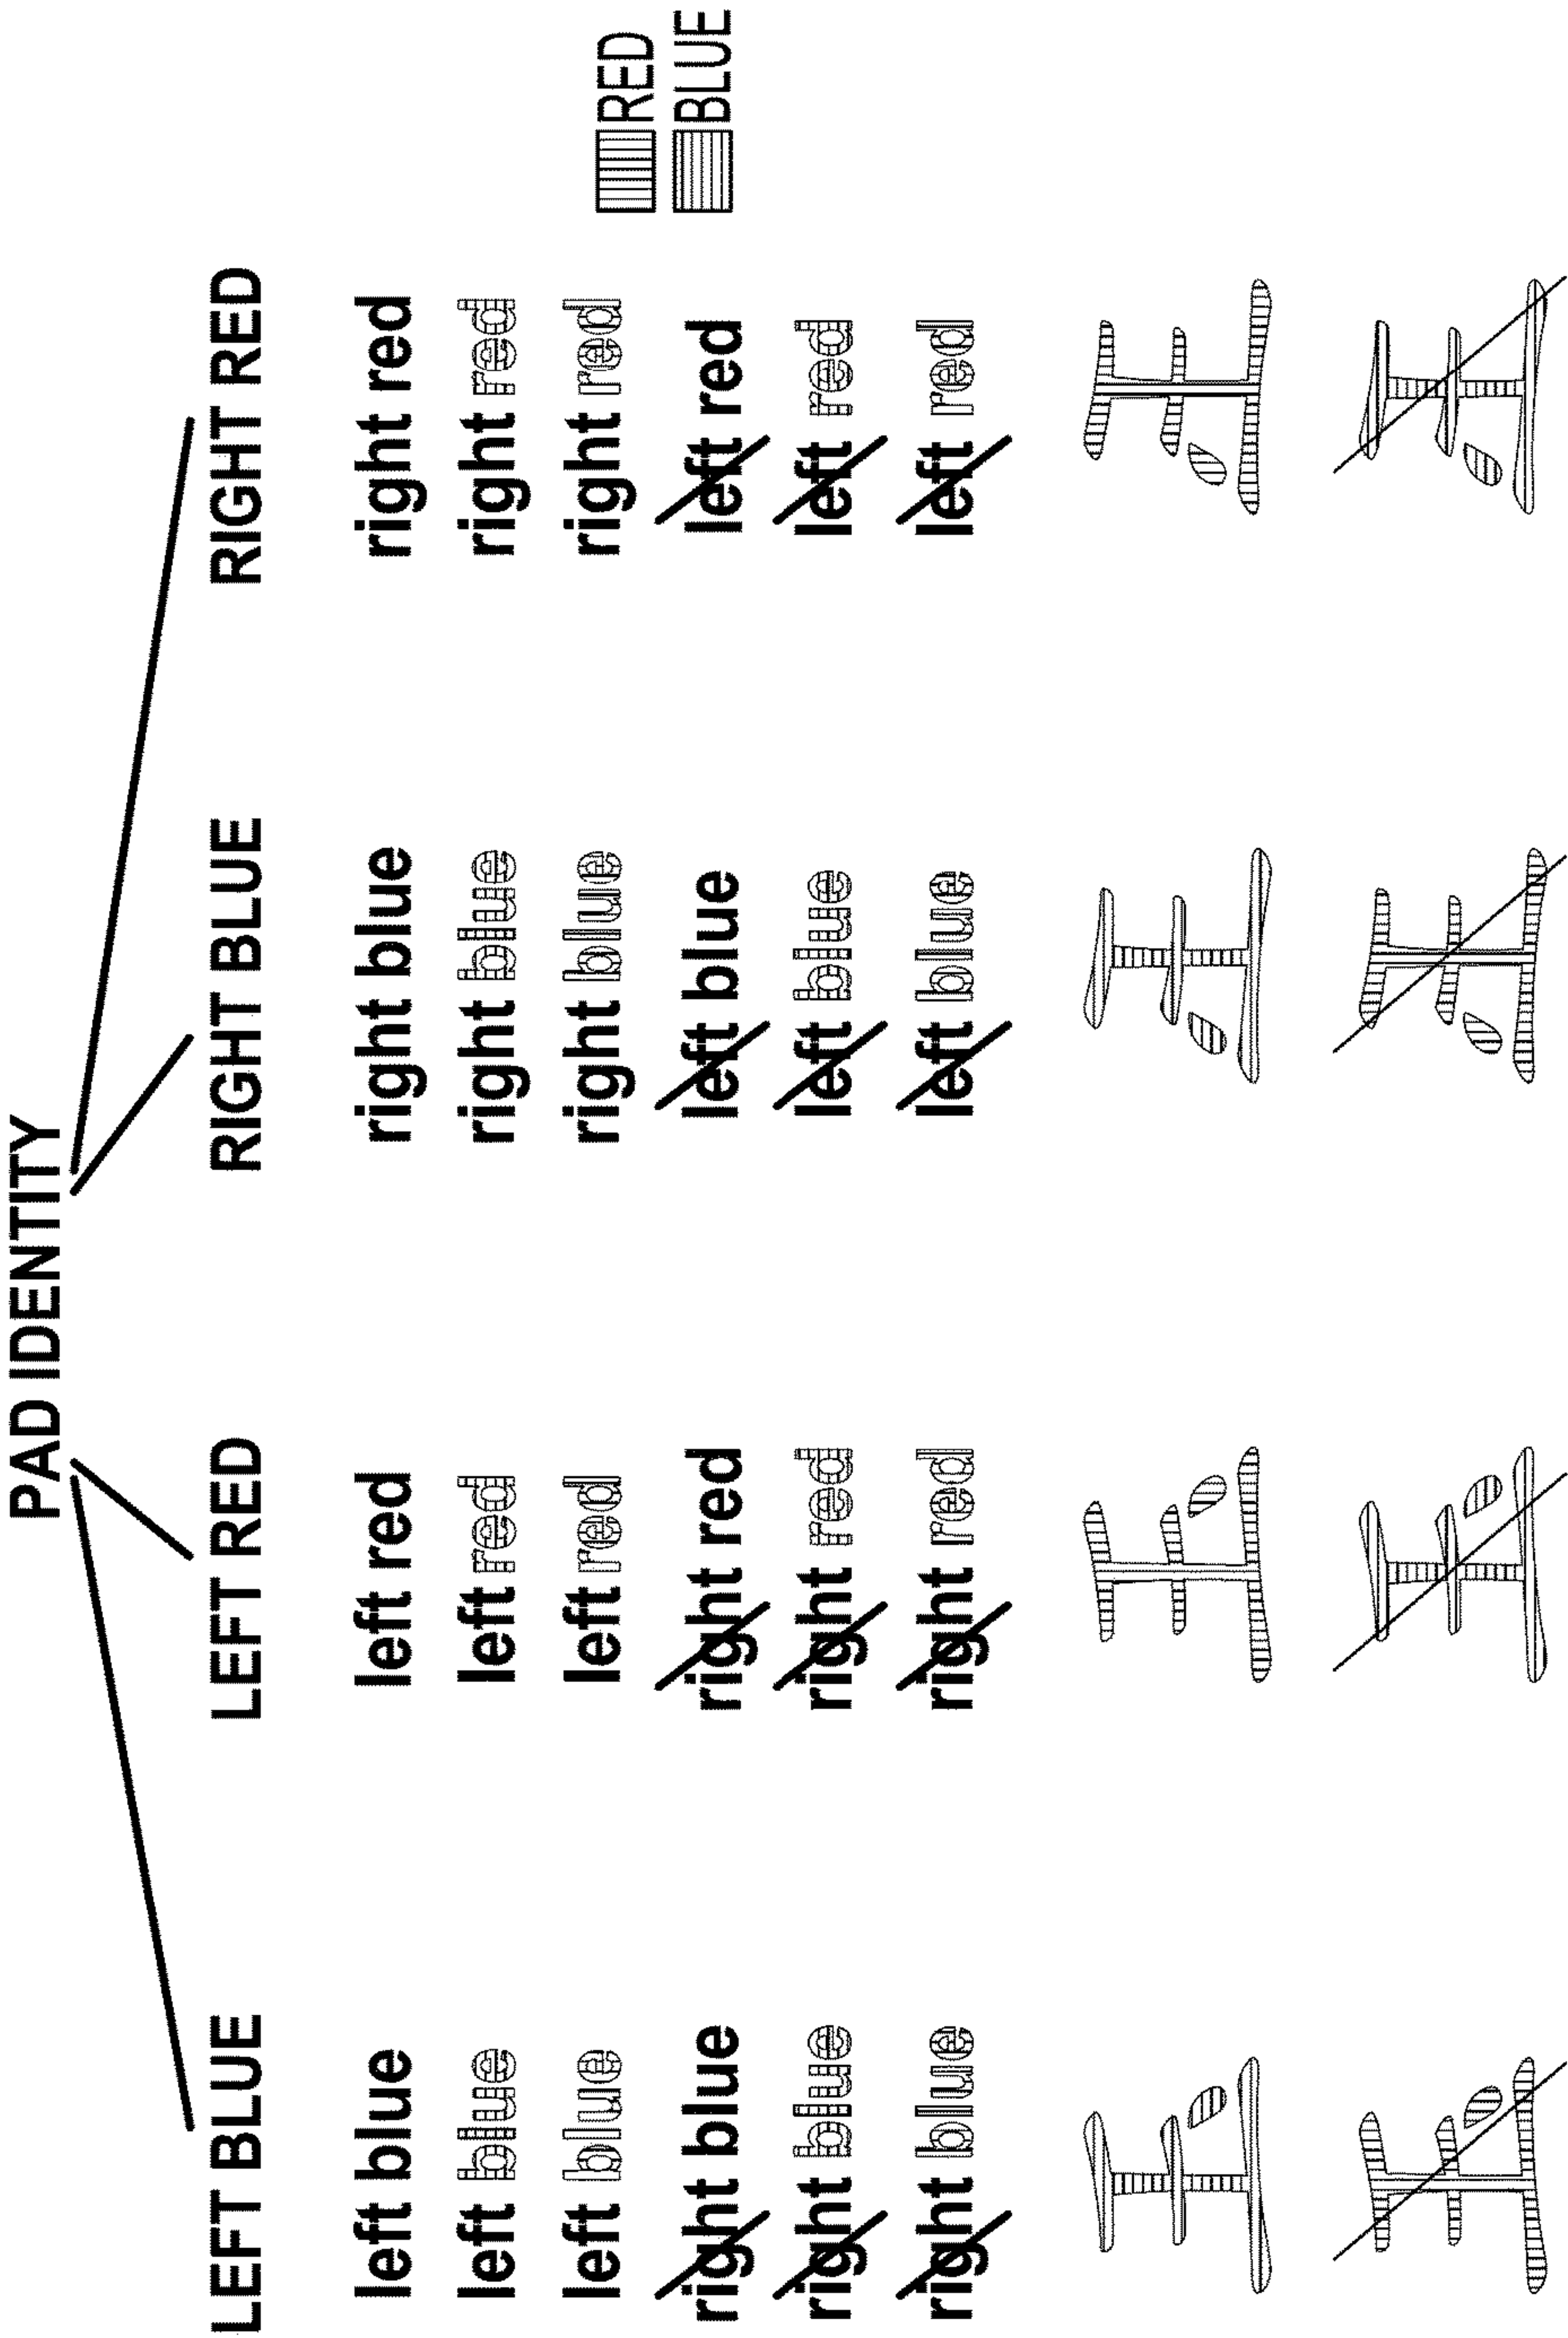 PAD IDENTITY
LEFT BLUE LEFT RED RIGHT BLUE RIGHT RED
left blue left red right blue right red
left blue left red right blue right red
left blue left red right blue right red
right blue right red left blue left red
right blue right red left blue left red
right blue right red left blue left red
RED
BLUE